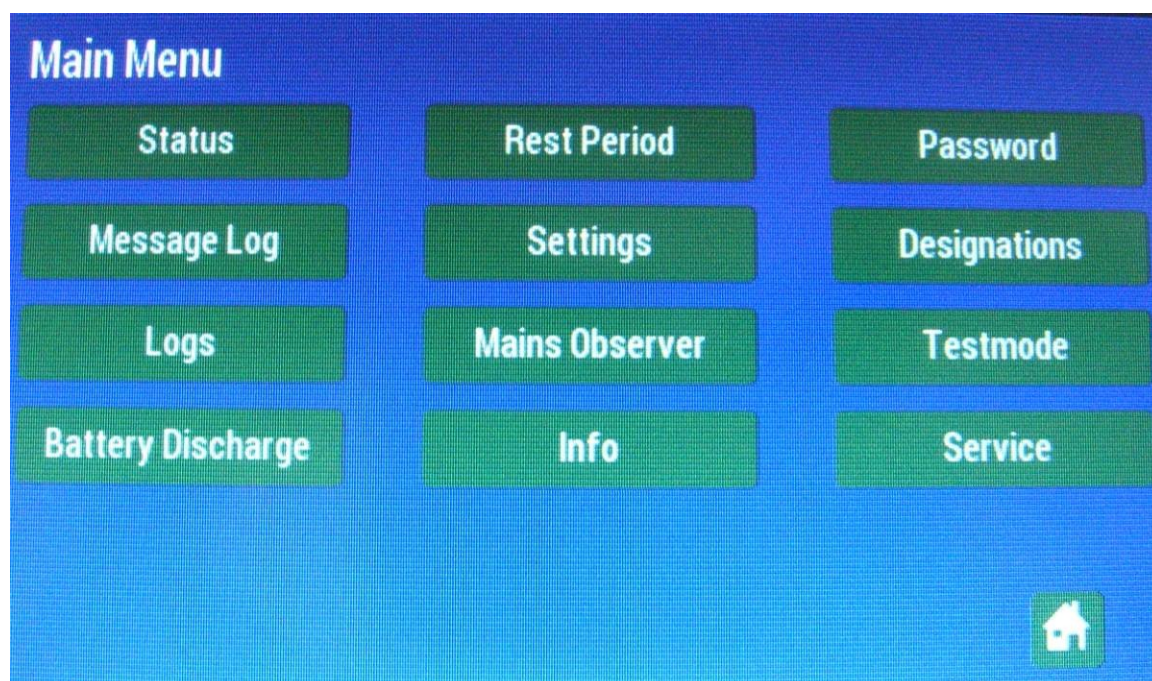 Main Menu
Status
Rest Period
Password
Message Log
Settings
Designations
Logs
Mains Observer
Testmode
Battery Discharge
Info
Service